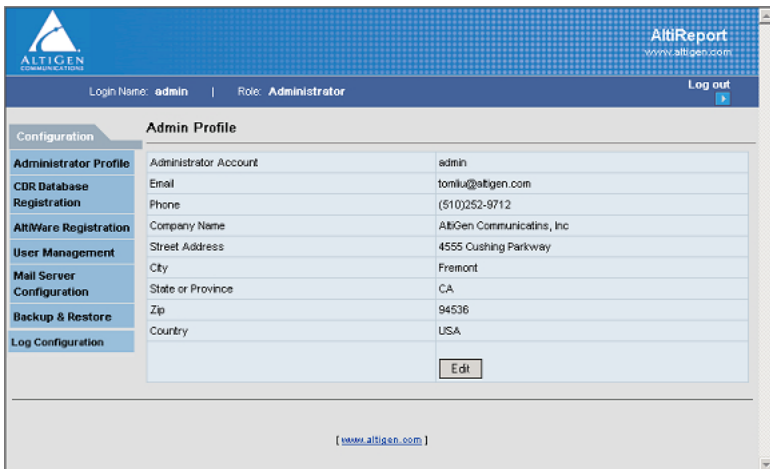 AltiReport
www.altigen.com
ALTIGEN
COMMUNICATIONS
Login Name: admin | Role: Administrator
Log out
Configuration
Administrator Profile
CDR Database
Registration
AltiWare Registration
User Management
Mail Server
Configuration
Backup & Restore
Log Configuration
Admin Profile
Administrator Account admin
Email tomliu@altigen.com
Phone (510)252-9712
Company Name AltiGen Communicatins, Inc
Street Address 4555 Cushing Parkway
City Fremont
State or Province CA
Zip 94536
Country USA
Edit
[ www.altigen.com ]